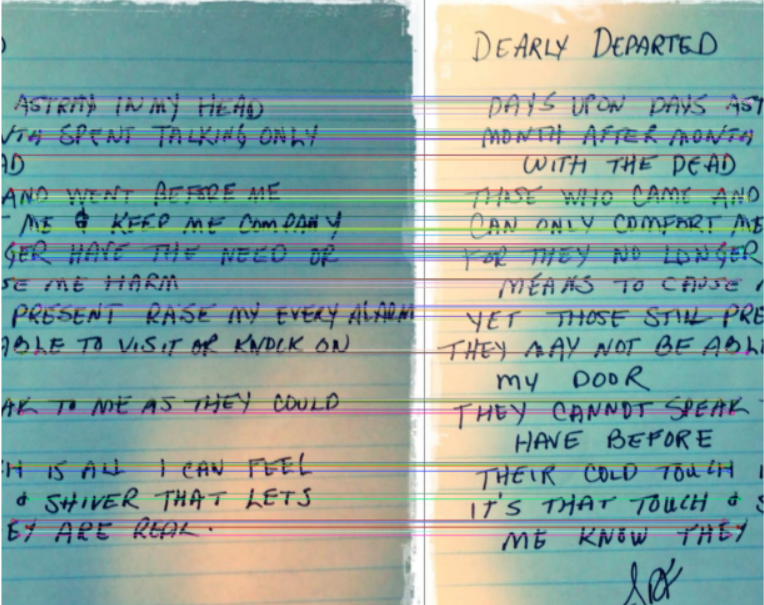 ASTRAY IN MY HEAD
SPENT TALKING ONLY
AD
AND WENT BEFORE ME
ME & KEEP ME COMPANY
GER HAVE THE NEED OR
SE ME HARM
PRESENT RAISE MY EVERY ALARM
ABLE TO VISIT OR KNOCK ON
AK TO ME AS THEY COULD
H IS ALL I CAN FEEL
& SHIVER THAT LETS
EY ARE REAL.
DEARLY DEPARTED
DAYS UPON DAYS AST
MONTH AFTER MONTH
WITH THE DEAD
THOSE WHO CAME AND
CAN ONLY COMFORT ME
FOR THEY NO LONGER
MEANS TO CAUSE
YET THOSE STILL PRE
THEY MAY NOT BE ABL
MY DOOR
THEY CANNOT SPEAK
HAVE BEFORE
THEIR COLD TOUCH
IT'S THAT TOUCH & S
ME KNOW THEY